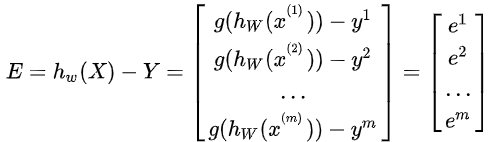 E = h_w(X) − Y = [ g(h_W(x^{(1)})) − y^1 ] = [ e^1 ]
g(h_W(x^{(2)})) − y^2   e^2
…   …
g(h_W(x^{(m)})) − y^m   e^m